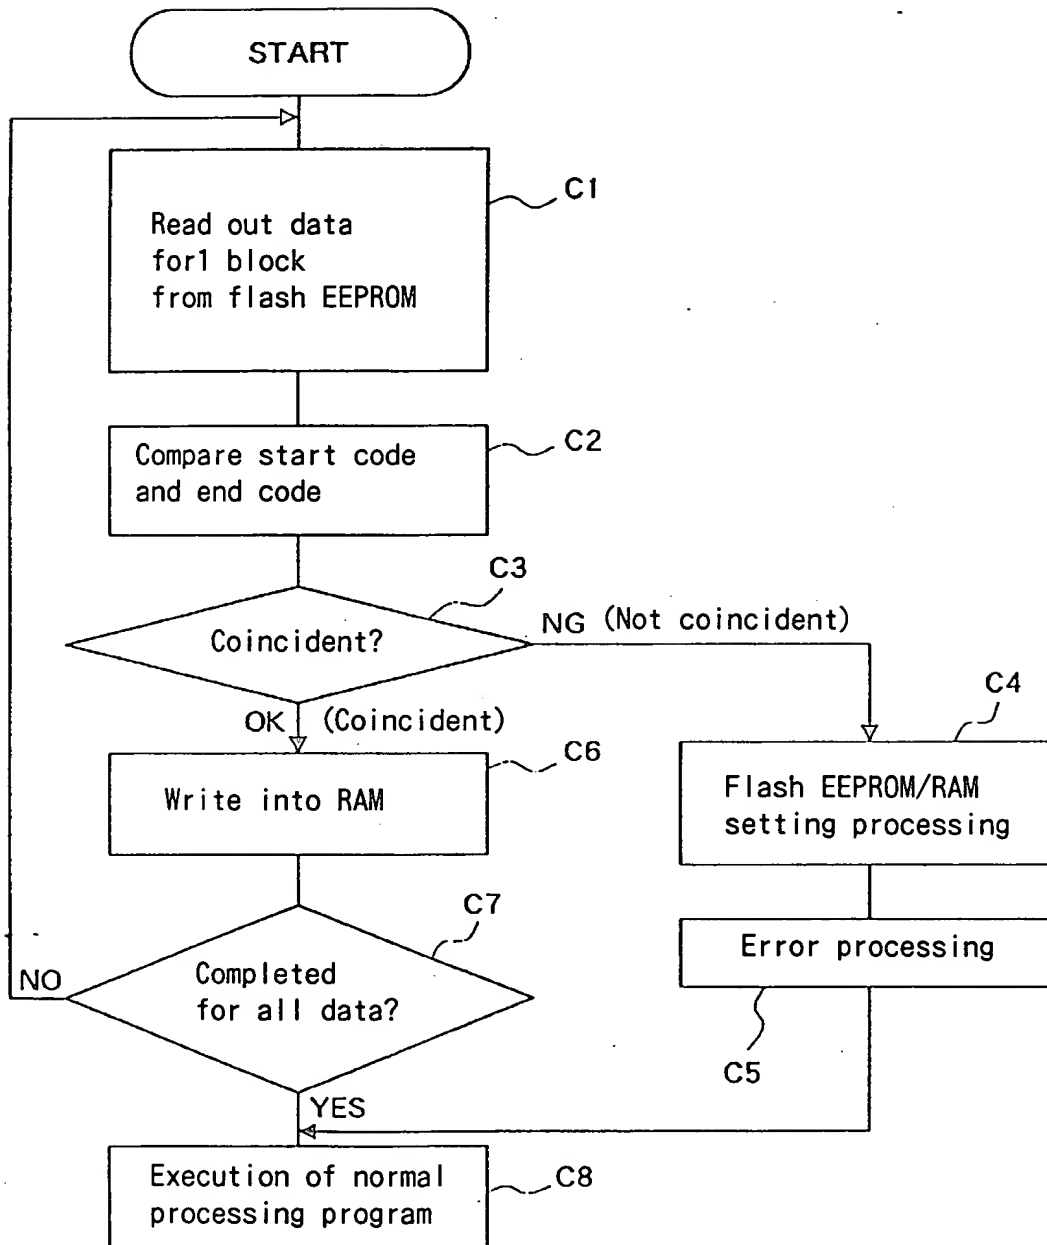 START
C1
Read out data
for1 block
from flash EEPROM
C2
Compare start code
and end code
C3
Coincident?
NG (Not coincident)
OK (Coincident)
C4
Flash EEPROM/RAM
setting processing
C6
Write into RAM
C7
Completed
for all data?
NO
Error processing
C5
YES
C8
Execution of normal
processing program